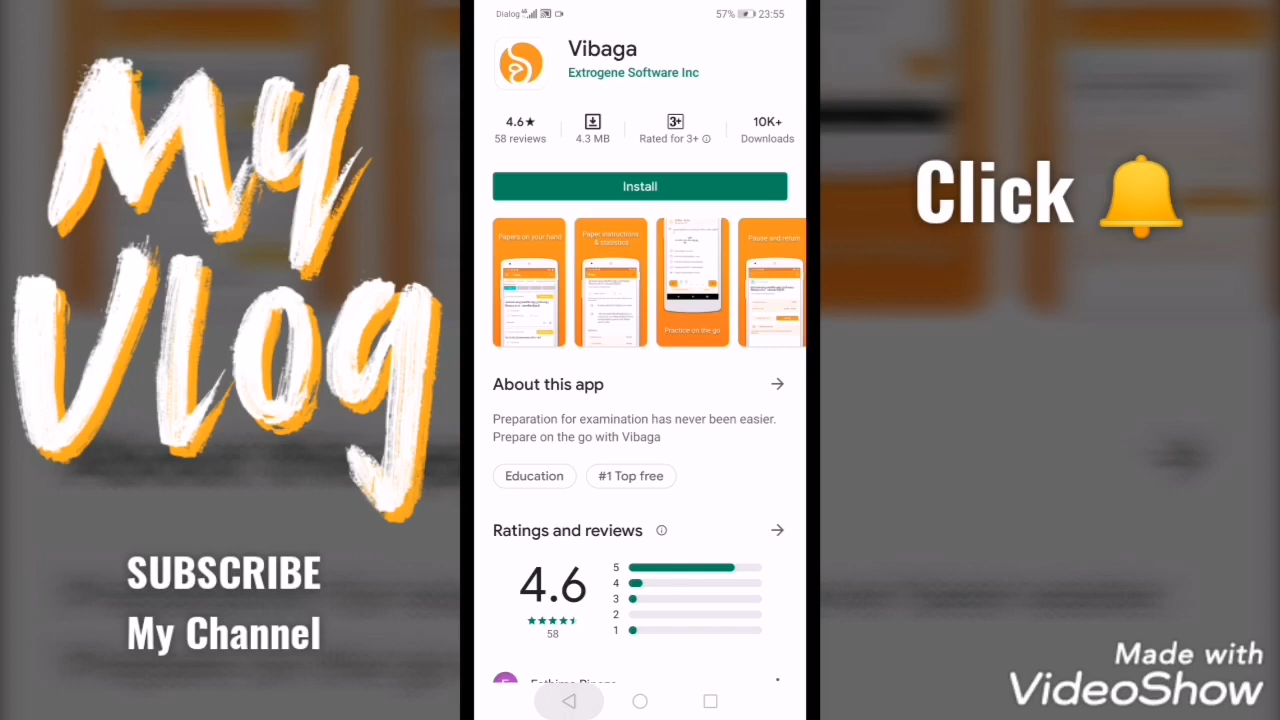 My
Vlog
SUBSCRIBE
My Channel
Dialog 57% 23:55
Vibaga
Extrogene Software Inc
4.6★
58 reviews
4.3 MB
3+
Rated for 3+
10K+
Downloads
Install
Papers on your hand
Paper instructions
& statistics
Practice on the go
Pause and return
About this app
Preparation for examination has never been easier.
Prepare on the go with Vibaga
Education
#1 Top free
Ratings and reviews
4.6
58
5
4
3
2
1
Click 🔔
Made with
VideoShow